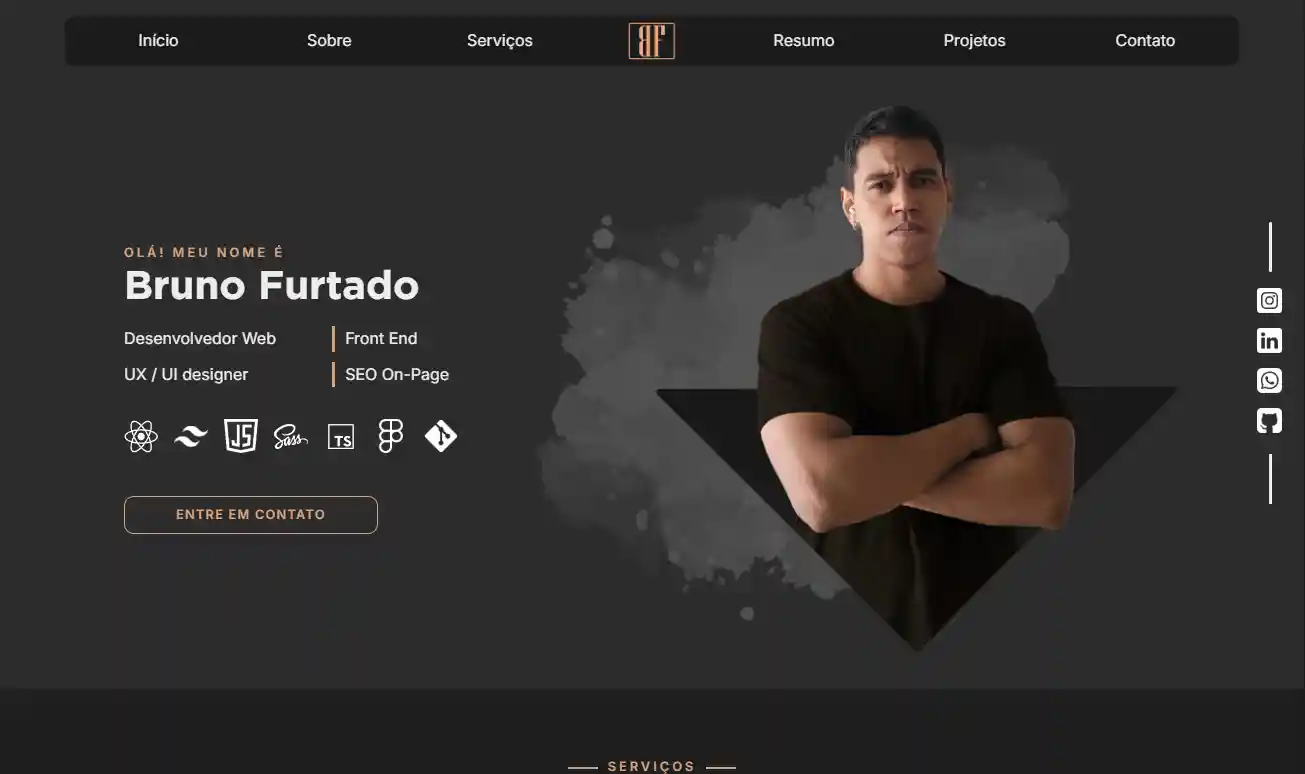 Início Sobre Serviços BF Resumo Projetos Contato
OLÁ! MEU NOME É
Bruno Furtado
Desenvolvedor Web Front End
UX / UI designer SEO On-Page
JS Sass TS
in
ENTRE EM CONTATO
SERVIÇOS